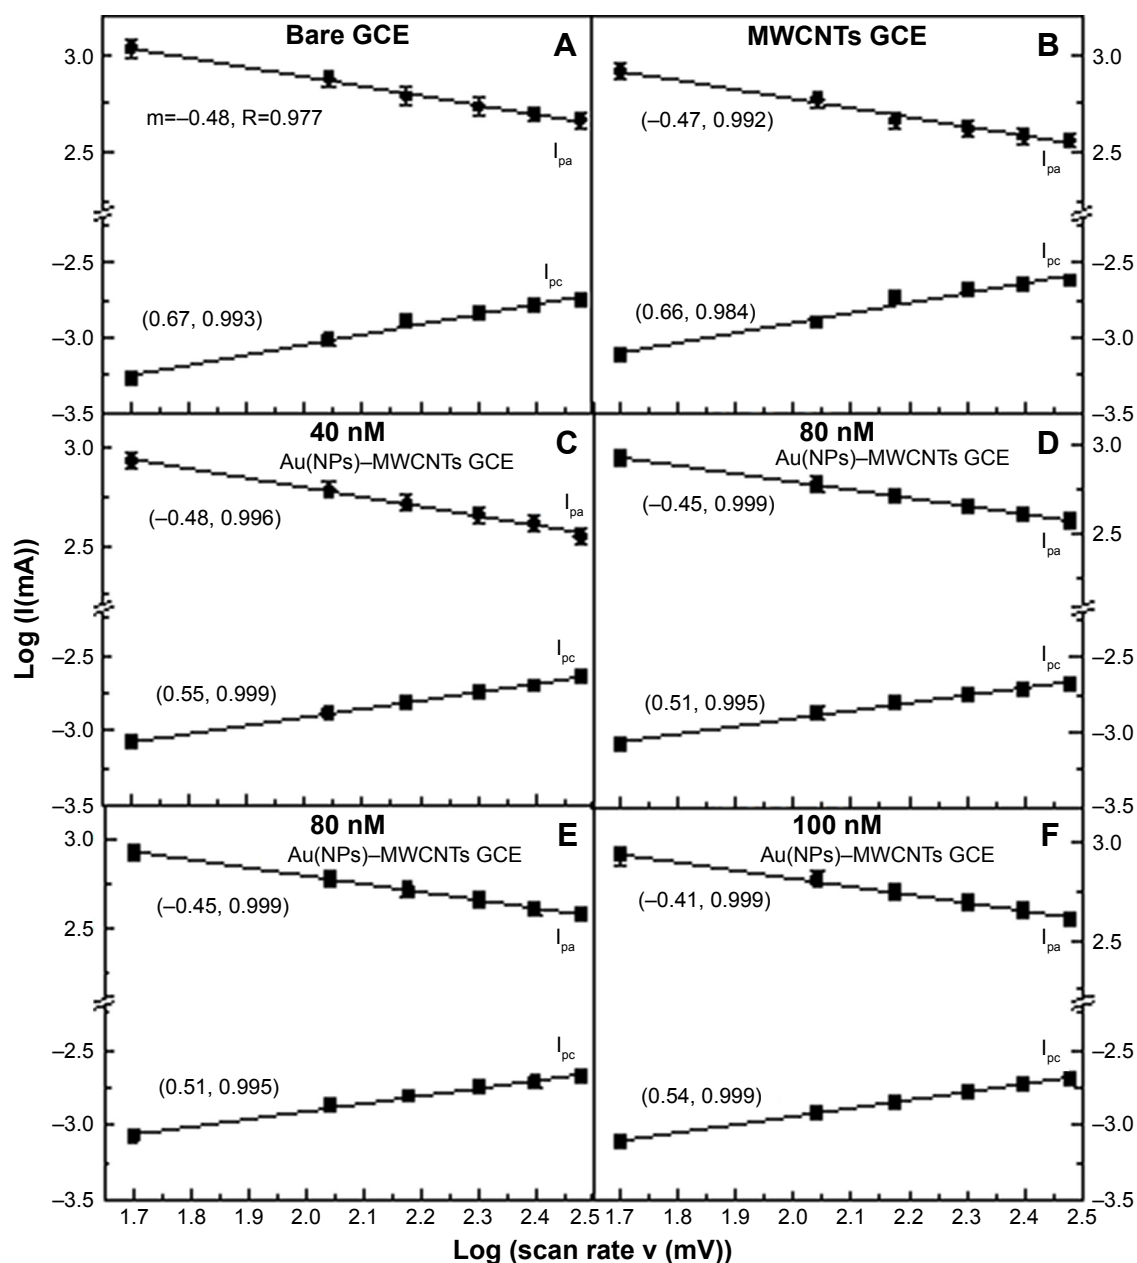 Bare GCE
A
3.0
m=–0.48, R=0.977
2.5
Ipa
–2.5
Ipc
(0.67, 0.993)
–3.0
–3.5
MWCNTs GCE
B
3.0
(–0.47, 0.992)
2.5
Ipa
–2.5
Ipc
(0.66, 0.984)
–3.0
–3.5
40 nM
C
3.0
Au(NPs)–MWCNTs GCE
(–0.48, 0.996)
Ipa
2.5
Ipc
–2.5
(0.55, 0.999)
–3.0
–3.5
80 nM
D
3.0
Au(NPs)–MWCNTs GCE
(–0.45, 0.999)
2.5
Ipa
–2.5
Ipc
(0.51, 0.995)
–3.0
–3.5
80 nM
E
3.0
Au(NPs)–MWCNTs GCE
(–0.45, 0.999)
2.5
Ipa
–2.5
Ipc
(0.51, 0.995)
–3.0
–3.5
100 nM
F
3.0
Au(NPs)–MWCNTs GCE
(–0.41, 0.999)
Ipa
2.5
Ipc
–2.5
(0.54, 0.999)
–3.0
–3.5
1.7 1.8 1.9 2.0 2.1 2.2 2.3 2.4 2.5
1.7 1.8 1.9 2.0 2.1 2.2 2.3 2.4 2.5
Log (I(mA))
Log (scan rate v (mV))